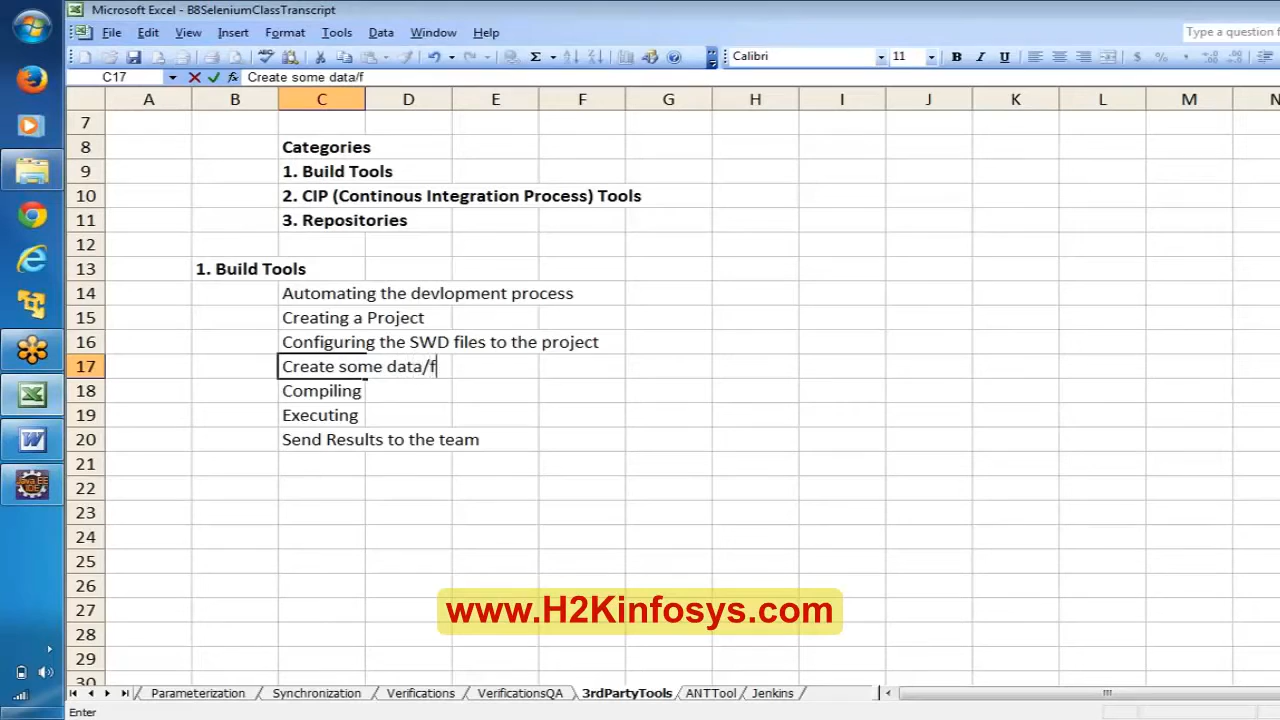 Microsoft Excel - B8SeleniumClassTranscript
File Edit View Insert Format Tools Data Window Help
Type a question f
Calibri 11 B I U $ %
C17 fx Create some data/f
A B C D E F G H I J K L M N
7
8 Categories
9 1. Build Tools
10 2. CIP (Continous Integration Process) Tools
11 3. Repositories
12
13 1. Build Tools
14 Automating the devlopment process
15 Creating a Project
16 Configuring the SWD files to the project
17 Create some data/f
18 Compiling
19 Executing
20 Send Results to the team
21
22
23
24
25
26
27
28
29
30
www.H2Kinfosys.com
Java EE
IDE
Parameterization Synchronization Verifications VerificationsQA 3rdPartyTools ANTTool Jenkins
Enter